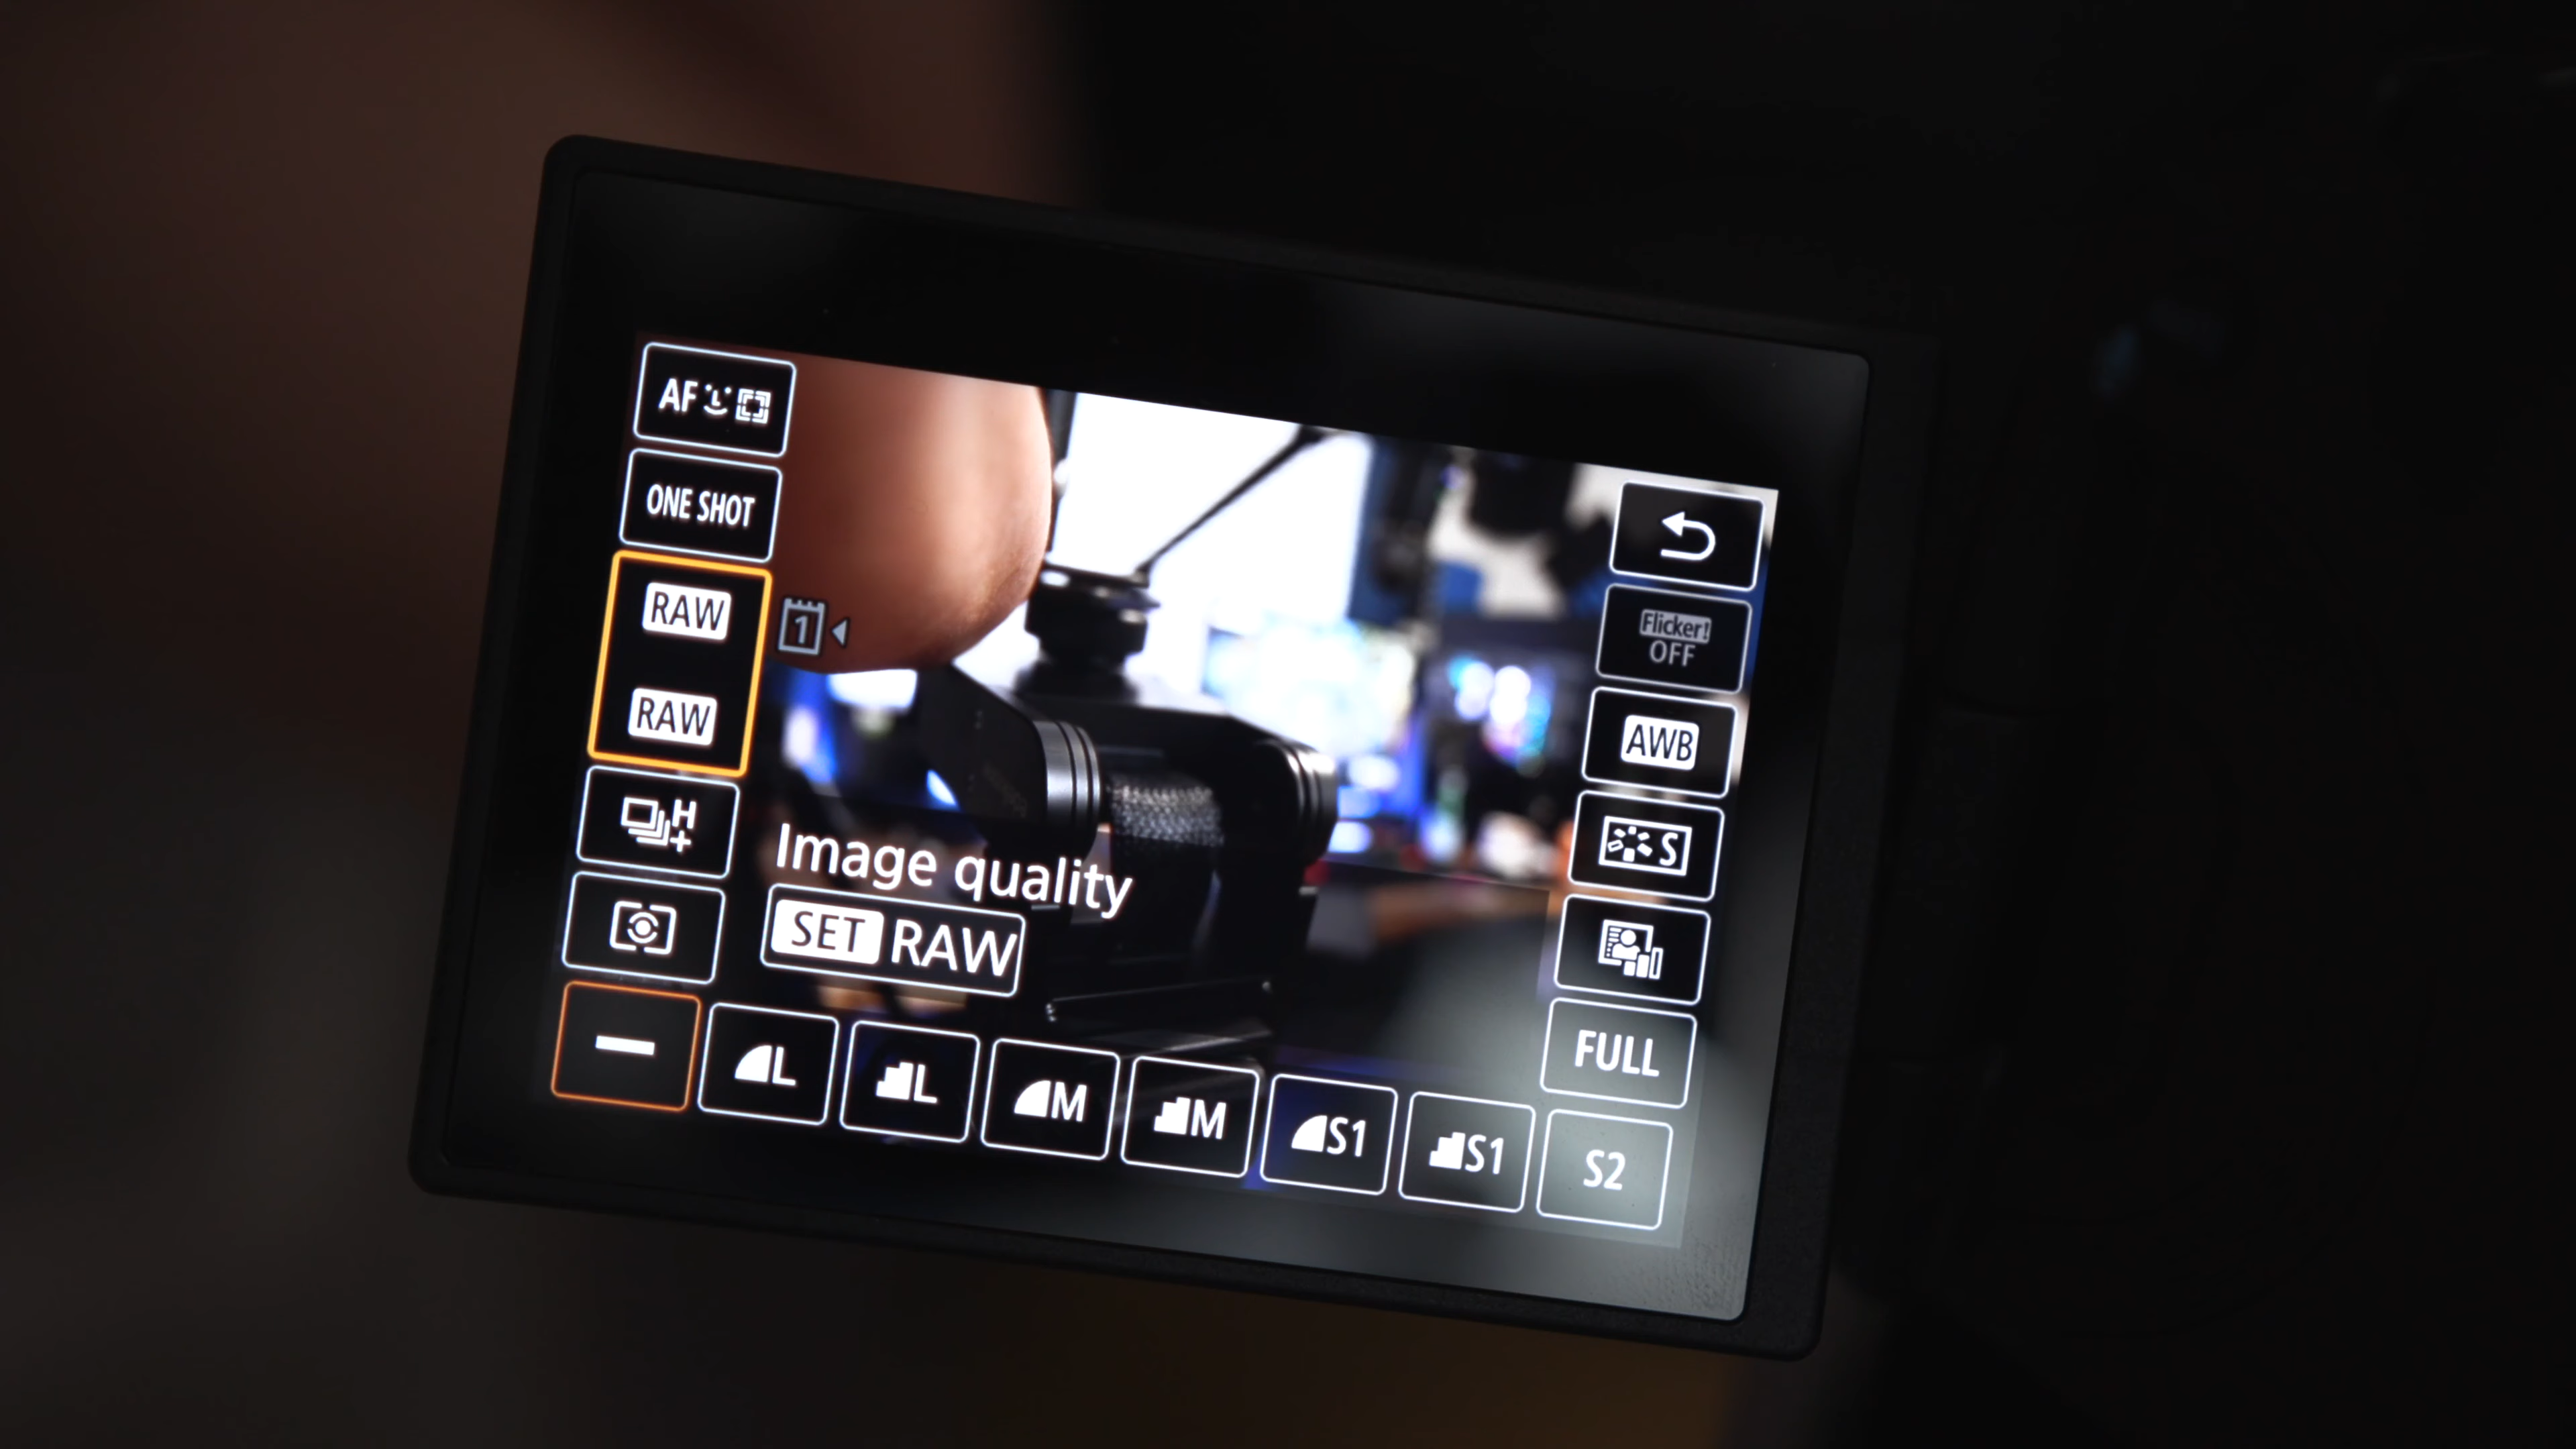 AF
ONE SHOT
RAW
1
RAW
H+
Image quality
SET RAW
Flicker!
OFF
AWB
S
FULL
L
L
M
M
S1
S1
S2